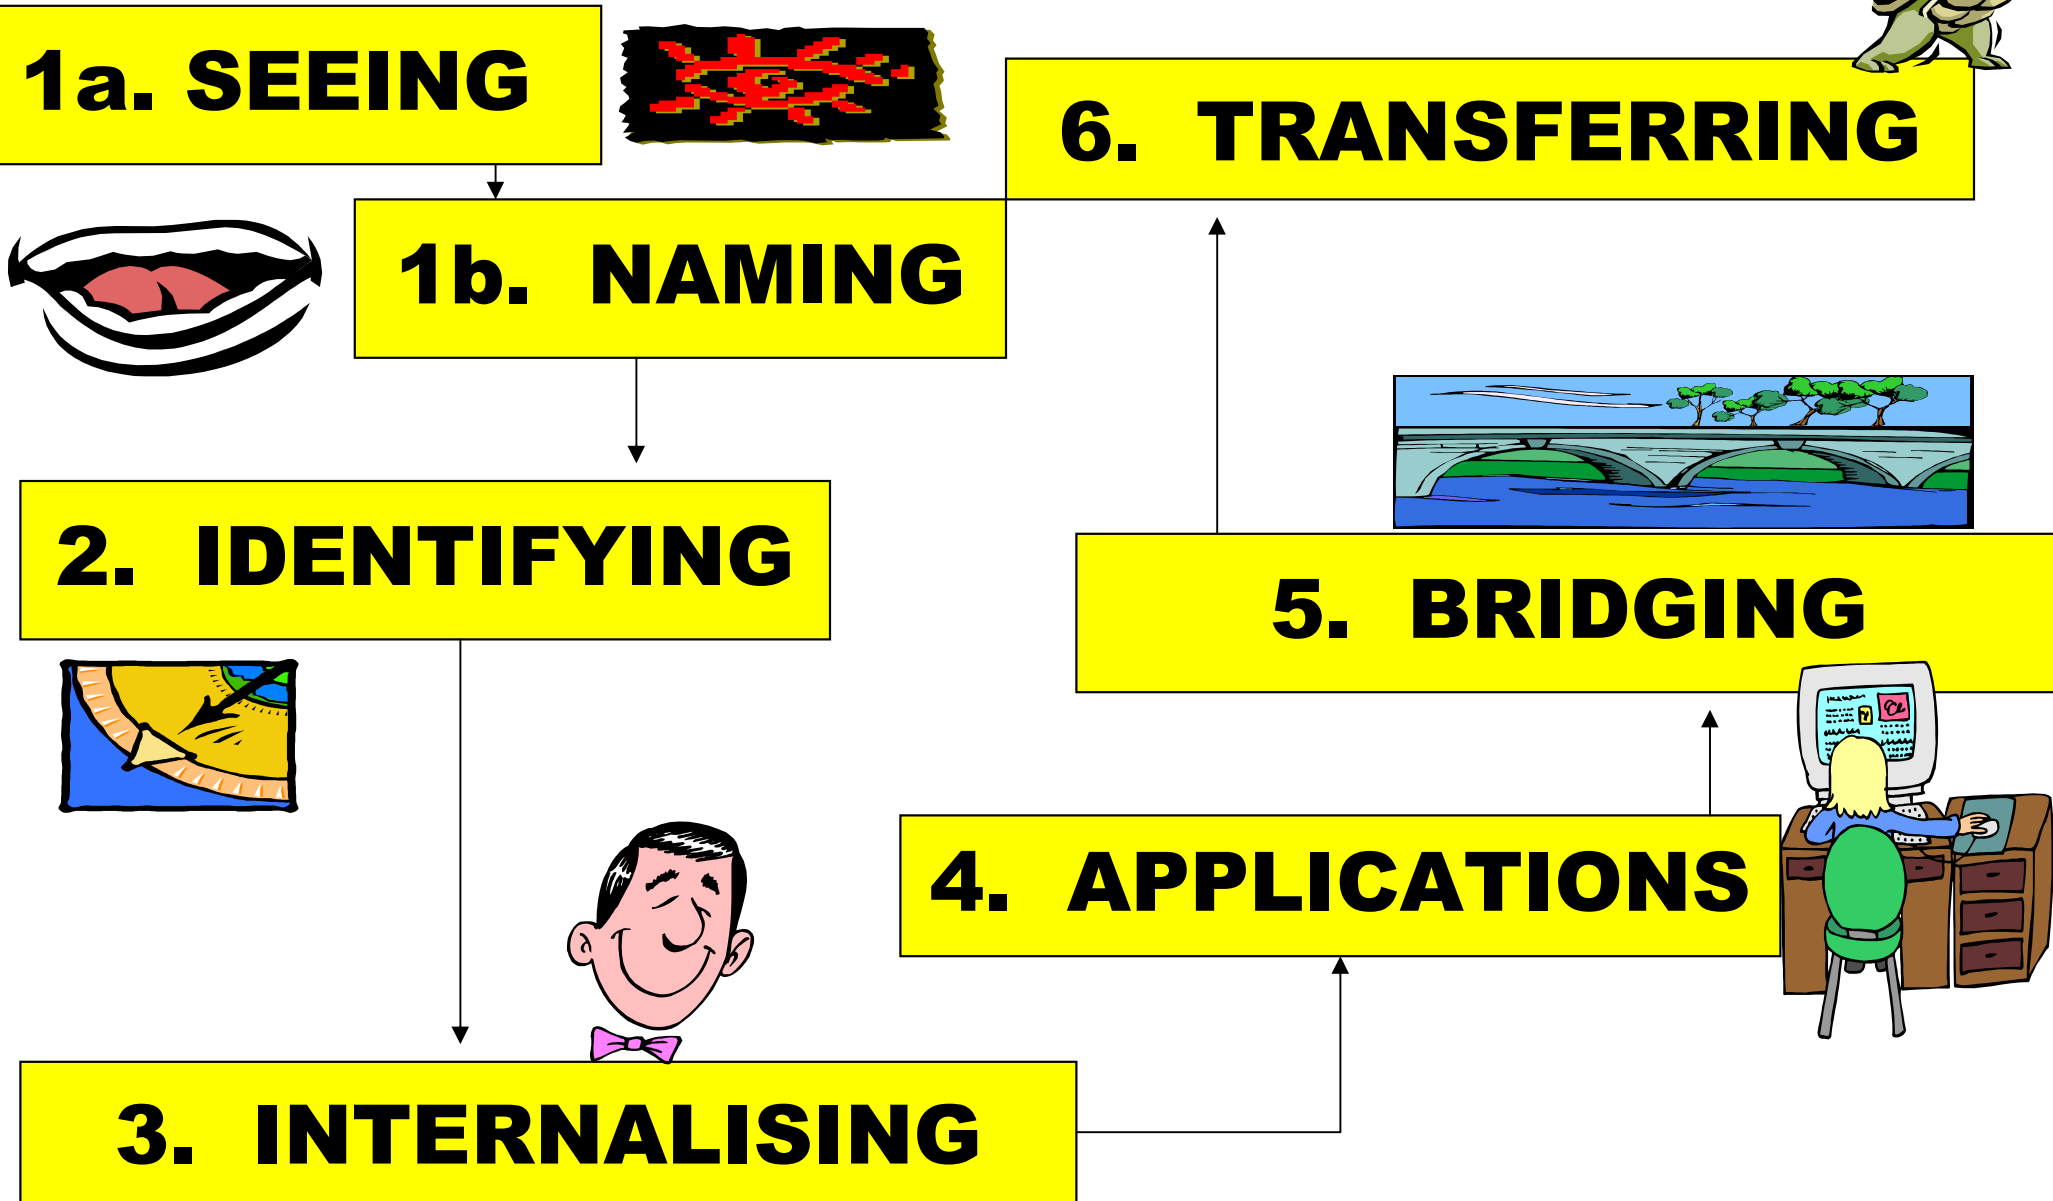 1a. SEEING
1b. NAMING
2. IDENTIFYING
3. INTERNALISING
4. APPLICATIONS
5. BRIDGING
6. TRANSFERRING